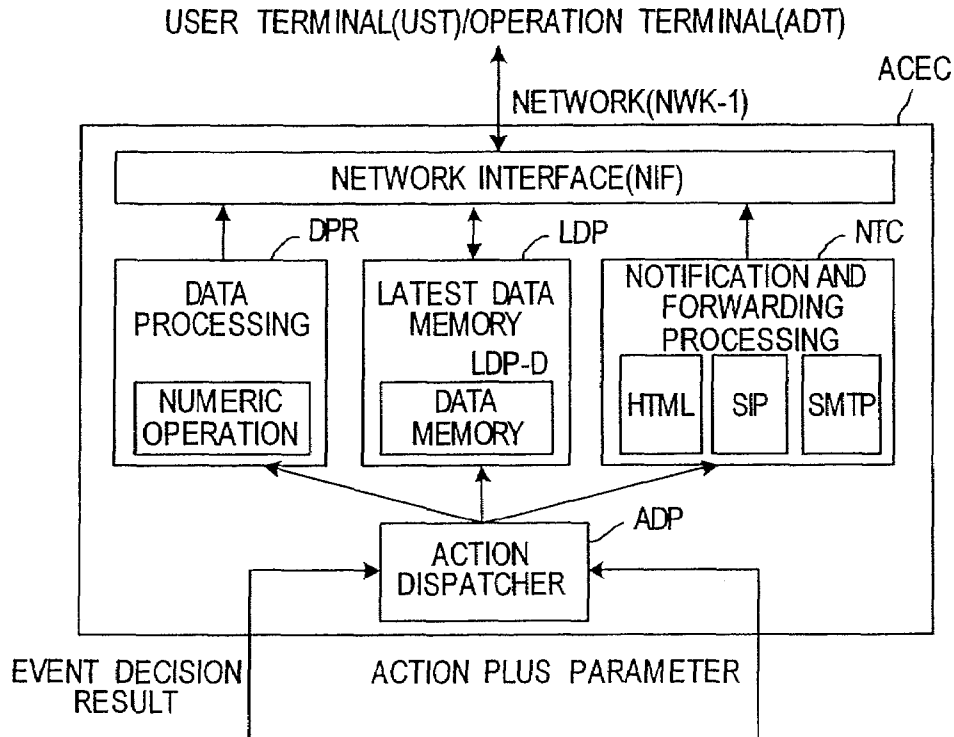 USER TERMINAL(UST)/OPERATION TERMINAL(ADT)
ACEC
NETWORK(NWK-1)
NETWORK INTERFACE(NIF)
DPR
LDP
NTC
DATA
PROCESSING
NUMERIC
OPERATION
LATEST DATA
MEMORY
LDP-D
DATA
MEMORY
NOTIFICATION AND
FORWARDING
PROCESSING
HTML
SIP
SMTP
ADP
ACTION
DISPATCHER
EVENT DECISION
RESULT
ACTION PLUS PARAMETER